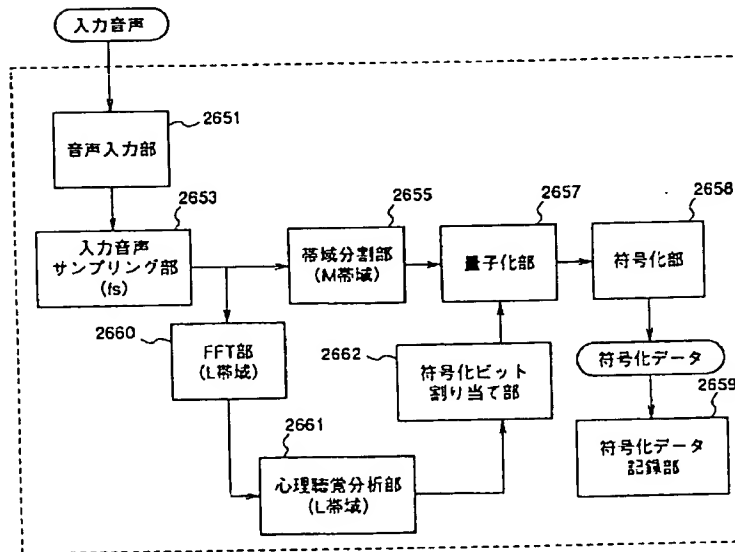 入力音声
2651
音声入力部
2653
入力音声
サンプリング部
(fs)
2655
帯域分割部
(M帯域)
2657
量子化部
2658
符号化部
2660
FFT部
(L帯域)
2662
符号化ビット
割り当て部
符号化データ
2659
符号化データ
記録部
2661
心理聴覚分析部
(L帯域)